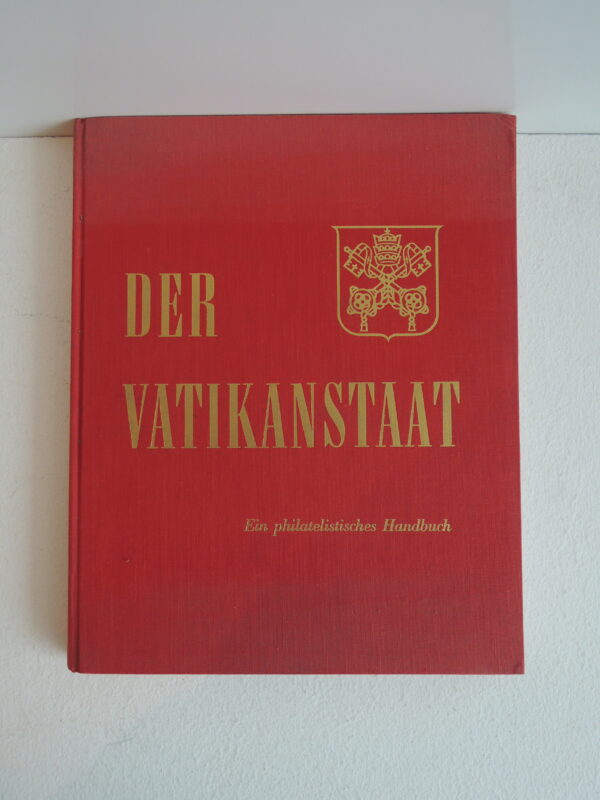 DER
VATIKANSTAAT
Ein philatelistisches Handbuch